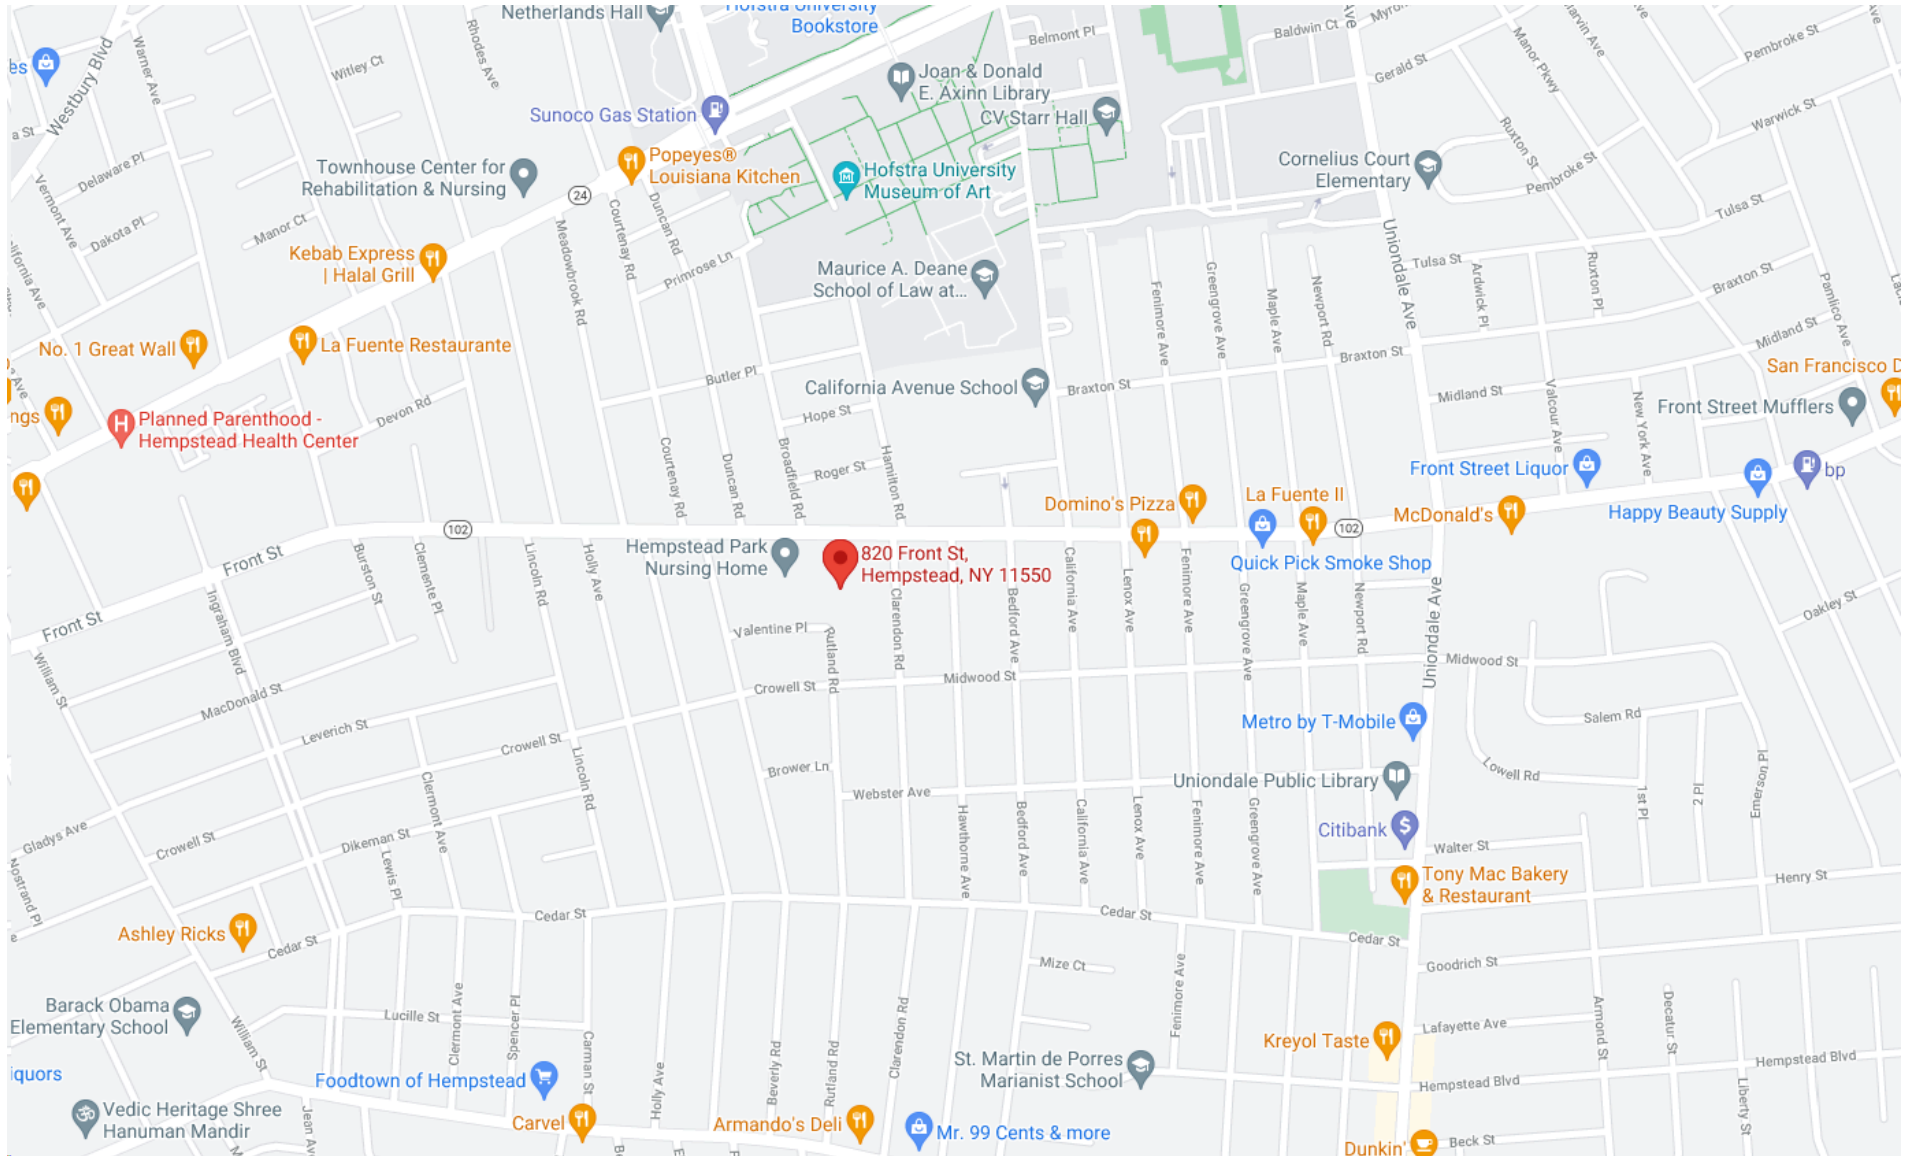 Netherlands Hall
Hofstra University
Bookstore
Belmont Pl
Baldwin Ct
Pembroke St
Manor Pkwy
Westbury Blvd
Warner Ave
Witley Ct
Rhodes Ave
Joan & Donald
E. Axinn Library
CV Starr Hall
Gerald St
Warwick St
Ruxton St
Pembroke St
Sunoco Gas Station
a St
Delaware Pl
Townhouse Center for
Rehabilitation & Nursing
Popeyes®
Louisiana Kitchen
24
Hofstra University
Museum of Art
Cornelius Court
Elementary
Tulsa St
Vermont Ave
Dakota Pl
Manor Ct
Meadowbrook Rd
Courtenay Rd
Duncan Rd
Primrose Ln
Kebab Express
| Halal Grill
Maurice A. Deane
School of Law at...
Fenimore Ave
Greengrove Ave
Maple Ave
Newport Rd
Uniondale Ave
Tulsa St
Ardwick Pl
Ruxton Pl
Braxton St
Pamlico Ave
Midland St
San Francisco D
No. 1 Great Wall
La Fuente Restaurante
Butler Pl
California Avenue School
Braxton St
Braxton St
Midland St
Valcour Ave
New York Ave
Front Street Mufflers
ngs
Planned Parenthood -
Hempstead Health Center
Devon Rd
Hope St
Courtenay Rd
Duncan Rd
Broadfield Rd
Roger St
Hamilton Rd
Front Street Liquor
bp
Happy Beauty Supply
Domino's Pizza
La Fuente II
McDonald's
102
102
Quick Pick Smoke Shop
Front St
Front St
Burston St
Clemente Pl
Lincoln Rd
Holly Ave
Hempstead Park
Nursing Home
820 Front St,
Hempstead, NY 11550
Ingraham Blvd
Valentine Pl
Rutland Rd
Clarendon Rd
Bedford Ave
California Ave
Lenox Ave
Fenimore Ave
Greengrove Ave
Maple Ave
Newport Rd
Uniondale Ave
Oakley St
William St
MacDonald St
Leverich St
Crowell St
Crowell St
Midwood St
Midwood St
Salem Rd
Lowell Rd
1st Pl
2 Pl
Emerson Pl
Metro by T-Mobile
Lincoln Rd
Brower Ln
Webster Ave
Uniondale Public Library
Citibank
Walter St
Tony Mac Bakery
& Restaurant
Henry St
Gladys Ave
Crowell St
Dikeman St
Clermont Ave
Lewis Pl
Nostrand Pl
Hawthorne Ave
Bedford Ave
California Ave
Lenox Ave
Fenimore Ave
Greengrove Ave
Ashley Ricks
Cedar St
Cedar St
Cedar St
Cedar St
Goodrich St
Mize Ct
Fenimore Ave
Barack Obama
Elementary School
Lucille St
William St
Clermont Ave
Spencer Pl
Carman St
Holly Ave
Beverly Rd
Rutland Rd
Clarendon Rd
Kreyol Taste
Lafayette Ave
Armond St
Decatur St
Liberty St
Hempstead Blvd
Hempstead Blvd
iquors
Foodtown of Hempstead
St. Martin de Porres
Marianist School
Vedic Heritage Shree
Hanuman Mandir
Jean Av
Carvel
Armando's Deli
Mr. 99 Cents & more
Dunkin'
Beck St